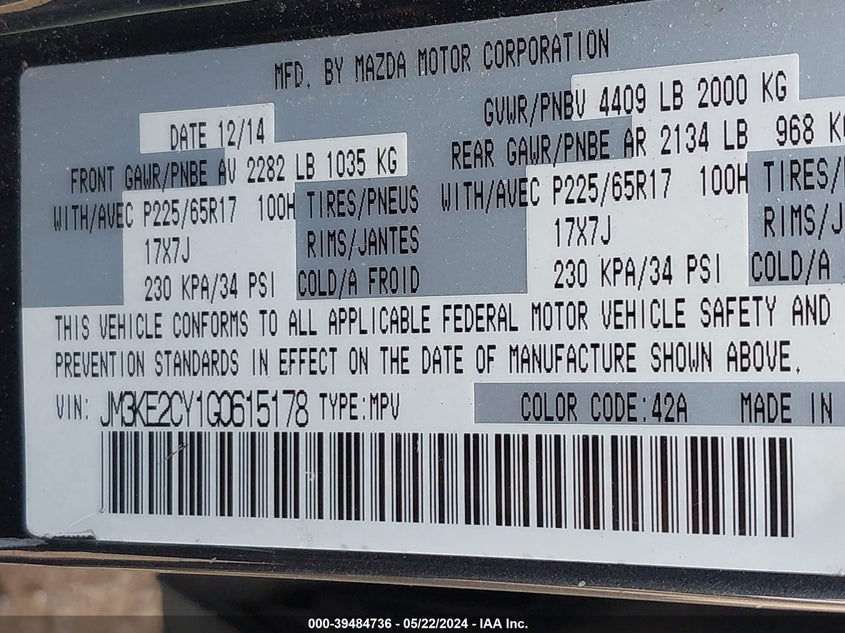 MFD. BY MAZDA MOTOR CORPORATION
DATE 12/14
GVWR/PNBV 4409 LB 2000 KG
FRONT GAWR/PNBE AV 2282 LB 1035 KG
REAR GAWR/PNBE AR 2134 LB 968 KG
WITH/AVEC P225/65R17 100H TIRES/PNEUS
WITH/AVEC P225/65R17 100H TIRES/
17X7J RIMS/JANTES
17X7J RIMS/J
230 KPA/34 PSI COLD/A FROID
230 KPA/34 PSI COLD/A
THIS VEHICLE CONFORMS TO ALL APPLICABLE FEDERAL MOTOR VEHICLE SAFETY AND
PREVENTION STANDARDS IN EFFECT ON THE DATE OF MANUFACTURE SHOWN ABOVE.
VIN: JM3KE2CY1G0615178 TYPE:MPV COLOR CODE:42A MADE IN
000-39484736 - 05/22/2024 - IAA Inc.